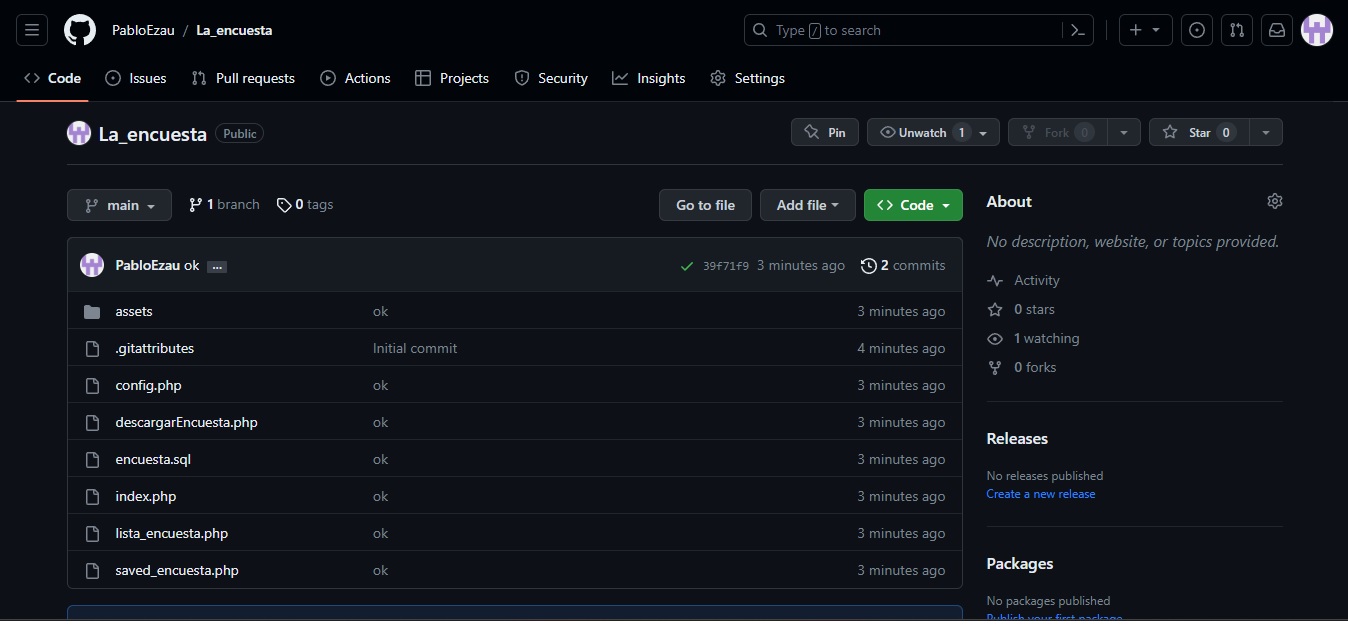 PabloEzau / La_encuesta
Type / to search
Code Issues Pull requests Actions Projects Security Insights Settings
La_encuesta Public
Pin Unwatch 1 Fork 0 Star 0
main 1 branch 0 tags Go to file Add file Code
PabloEzau ok ... 39f71f9 3 minutes ago 2 commits
assets ok 3 minutes ago
.gitattributes Initial commit 4 minutes ago
config.php ok 3 minutes ago
descargarEncuesta.php ok 3 minutes ago
encuesta.sql ok 3 minutes ago
index.php ok 3 minutes ago
lista_encuesta.php ok 3 minutes ago
saved_encuesta.php ok 3 minutes ago
About
No description, website, or topics provided.
Activity
0 stars
1 watching
0 forks
Releases
No releases published
Create a new release
Packages
No packages published
Publish your first package